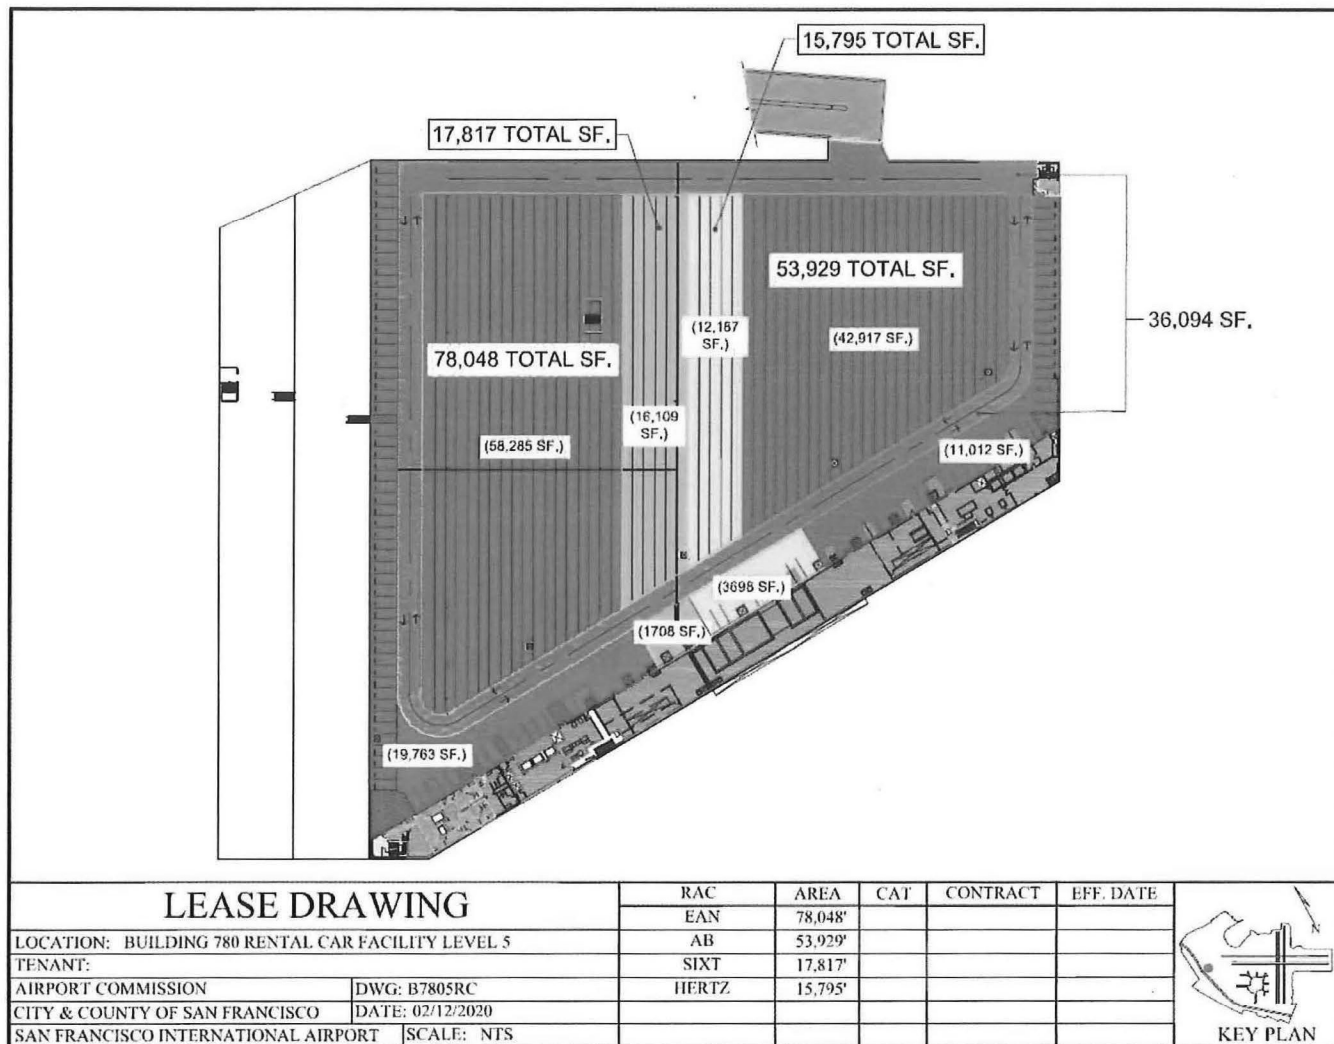 15,795 TOTAL SF.
17,817 TOTAL SF.
53,929 TOTAL SF.
(12,167
SF.)
(42,917 SF.)
36,094 SF.
78,048 TOTAL SF.
(16,109
SF.)
(58,285 SF.)
(11,012 SF.)
(3698 SF.)
(1708 SF.)
(19,763 SF.)
LEASE DRAWING
LOCATION: BUILDING 780 RENTAL CAR FACILITY LEVEL 5
TENANT:
AIRPORT COMMISSION DWG: B7805RC
CITY & COUNTY OF SAN FRANCISCO DATE: 02/12/2020
SAN FRANCISCO INTERNATIONAL AIRPORT SCALE: NTS
RAC AREA CAT CONTRACT EFF. DATE
EAN 78,048'
AB 53,929'
SIXT 17,817'
HERTZ 15,795'
N
KEY PLAN